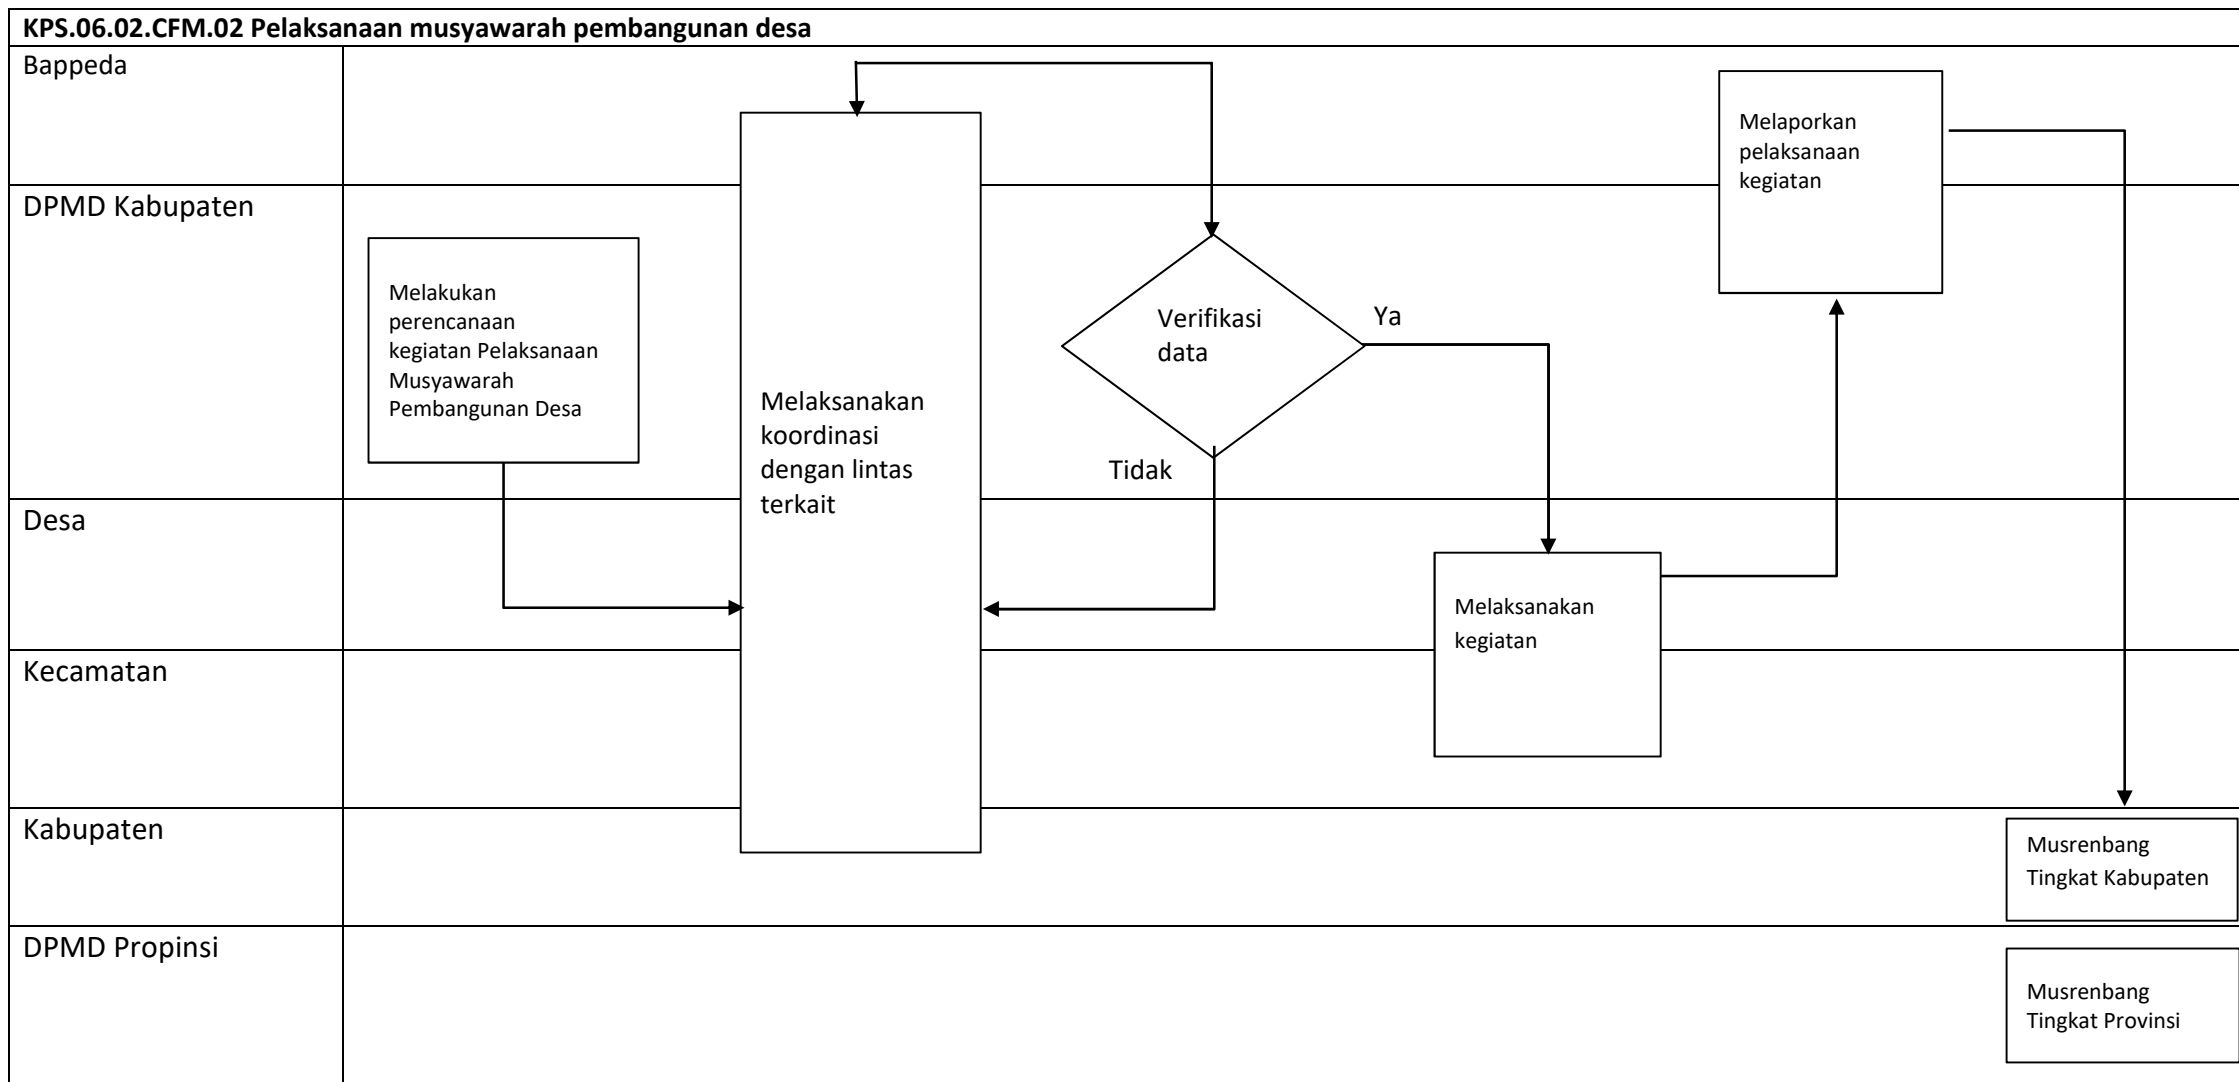 KPS.06.02.CFM.02 Pelaksanaan musyawarah pembangunan desa
Bappeda
Melaporkan
pelaksanaan
kegiatan
DPMD Kabupaten
Melakukan
perencanaan
kegiatan Pelaksanaan
Musyawarah
Pembangunan Desa
Melaksanakan
koordinasi
dengan lintas
terkait
Verifikasi
data
Ya
Tidak
Desa
Melaksanakan
kegiatan
Kecamatan
Kabupaten
Musrenbang
Tingkat Kabupaten
DPMD Propinsi
Musrenbang
Tingkat Provinsi